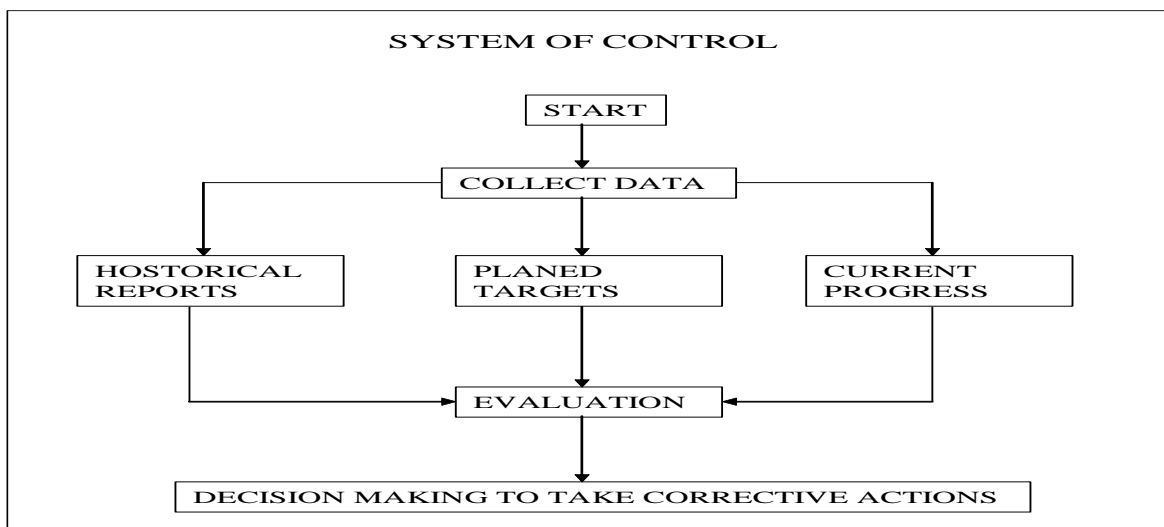 SYSTEM OF CONTROL
START
COLLECT DATA
HOSTORICAL
REPORTS
PLANED
TARGETS
CURRENT
PROGRESS
EVALUATION
DECISION MAKING TO TAKE CORRECTIVE ACTIONS